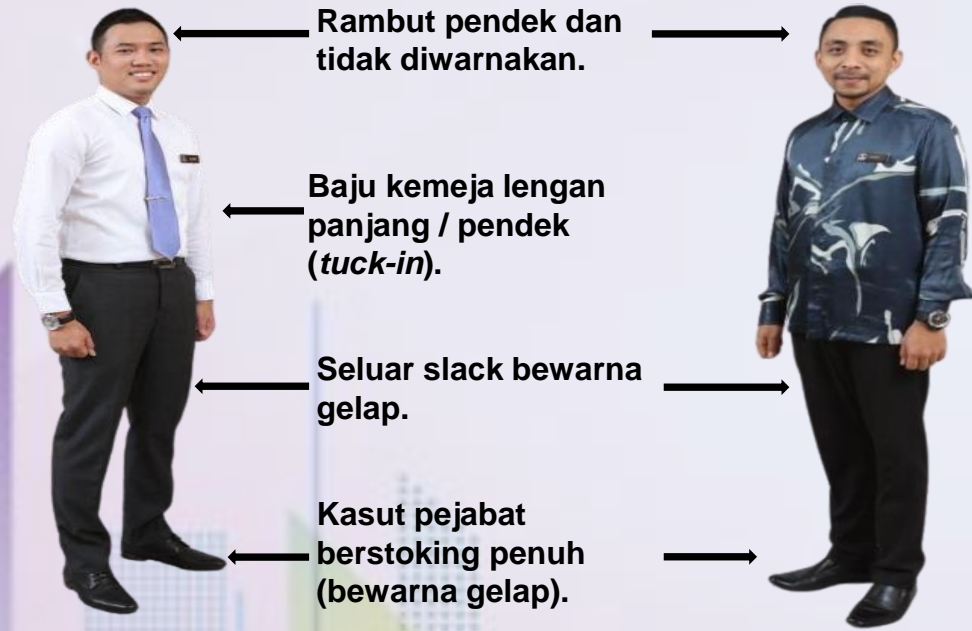 Rambut pendek dan
tidak diwarnakan.
Baju kemeja lengan
panjang / pendek
(tuck-in).
Seluar slack bewarna
gelap.
Kasut pejabat
berstoking penuh
(bewarna gelap).